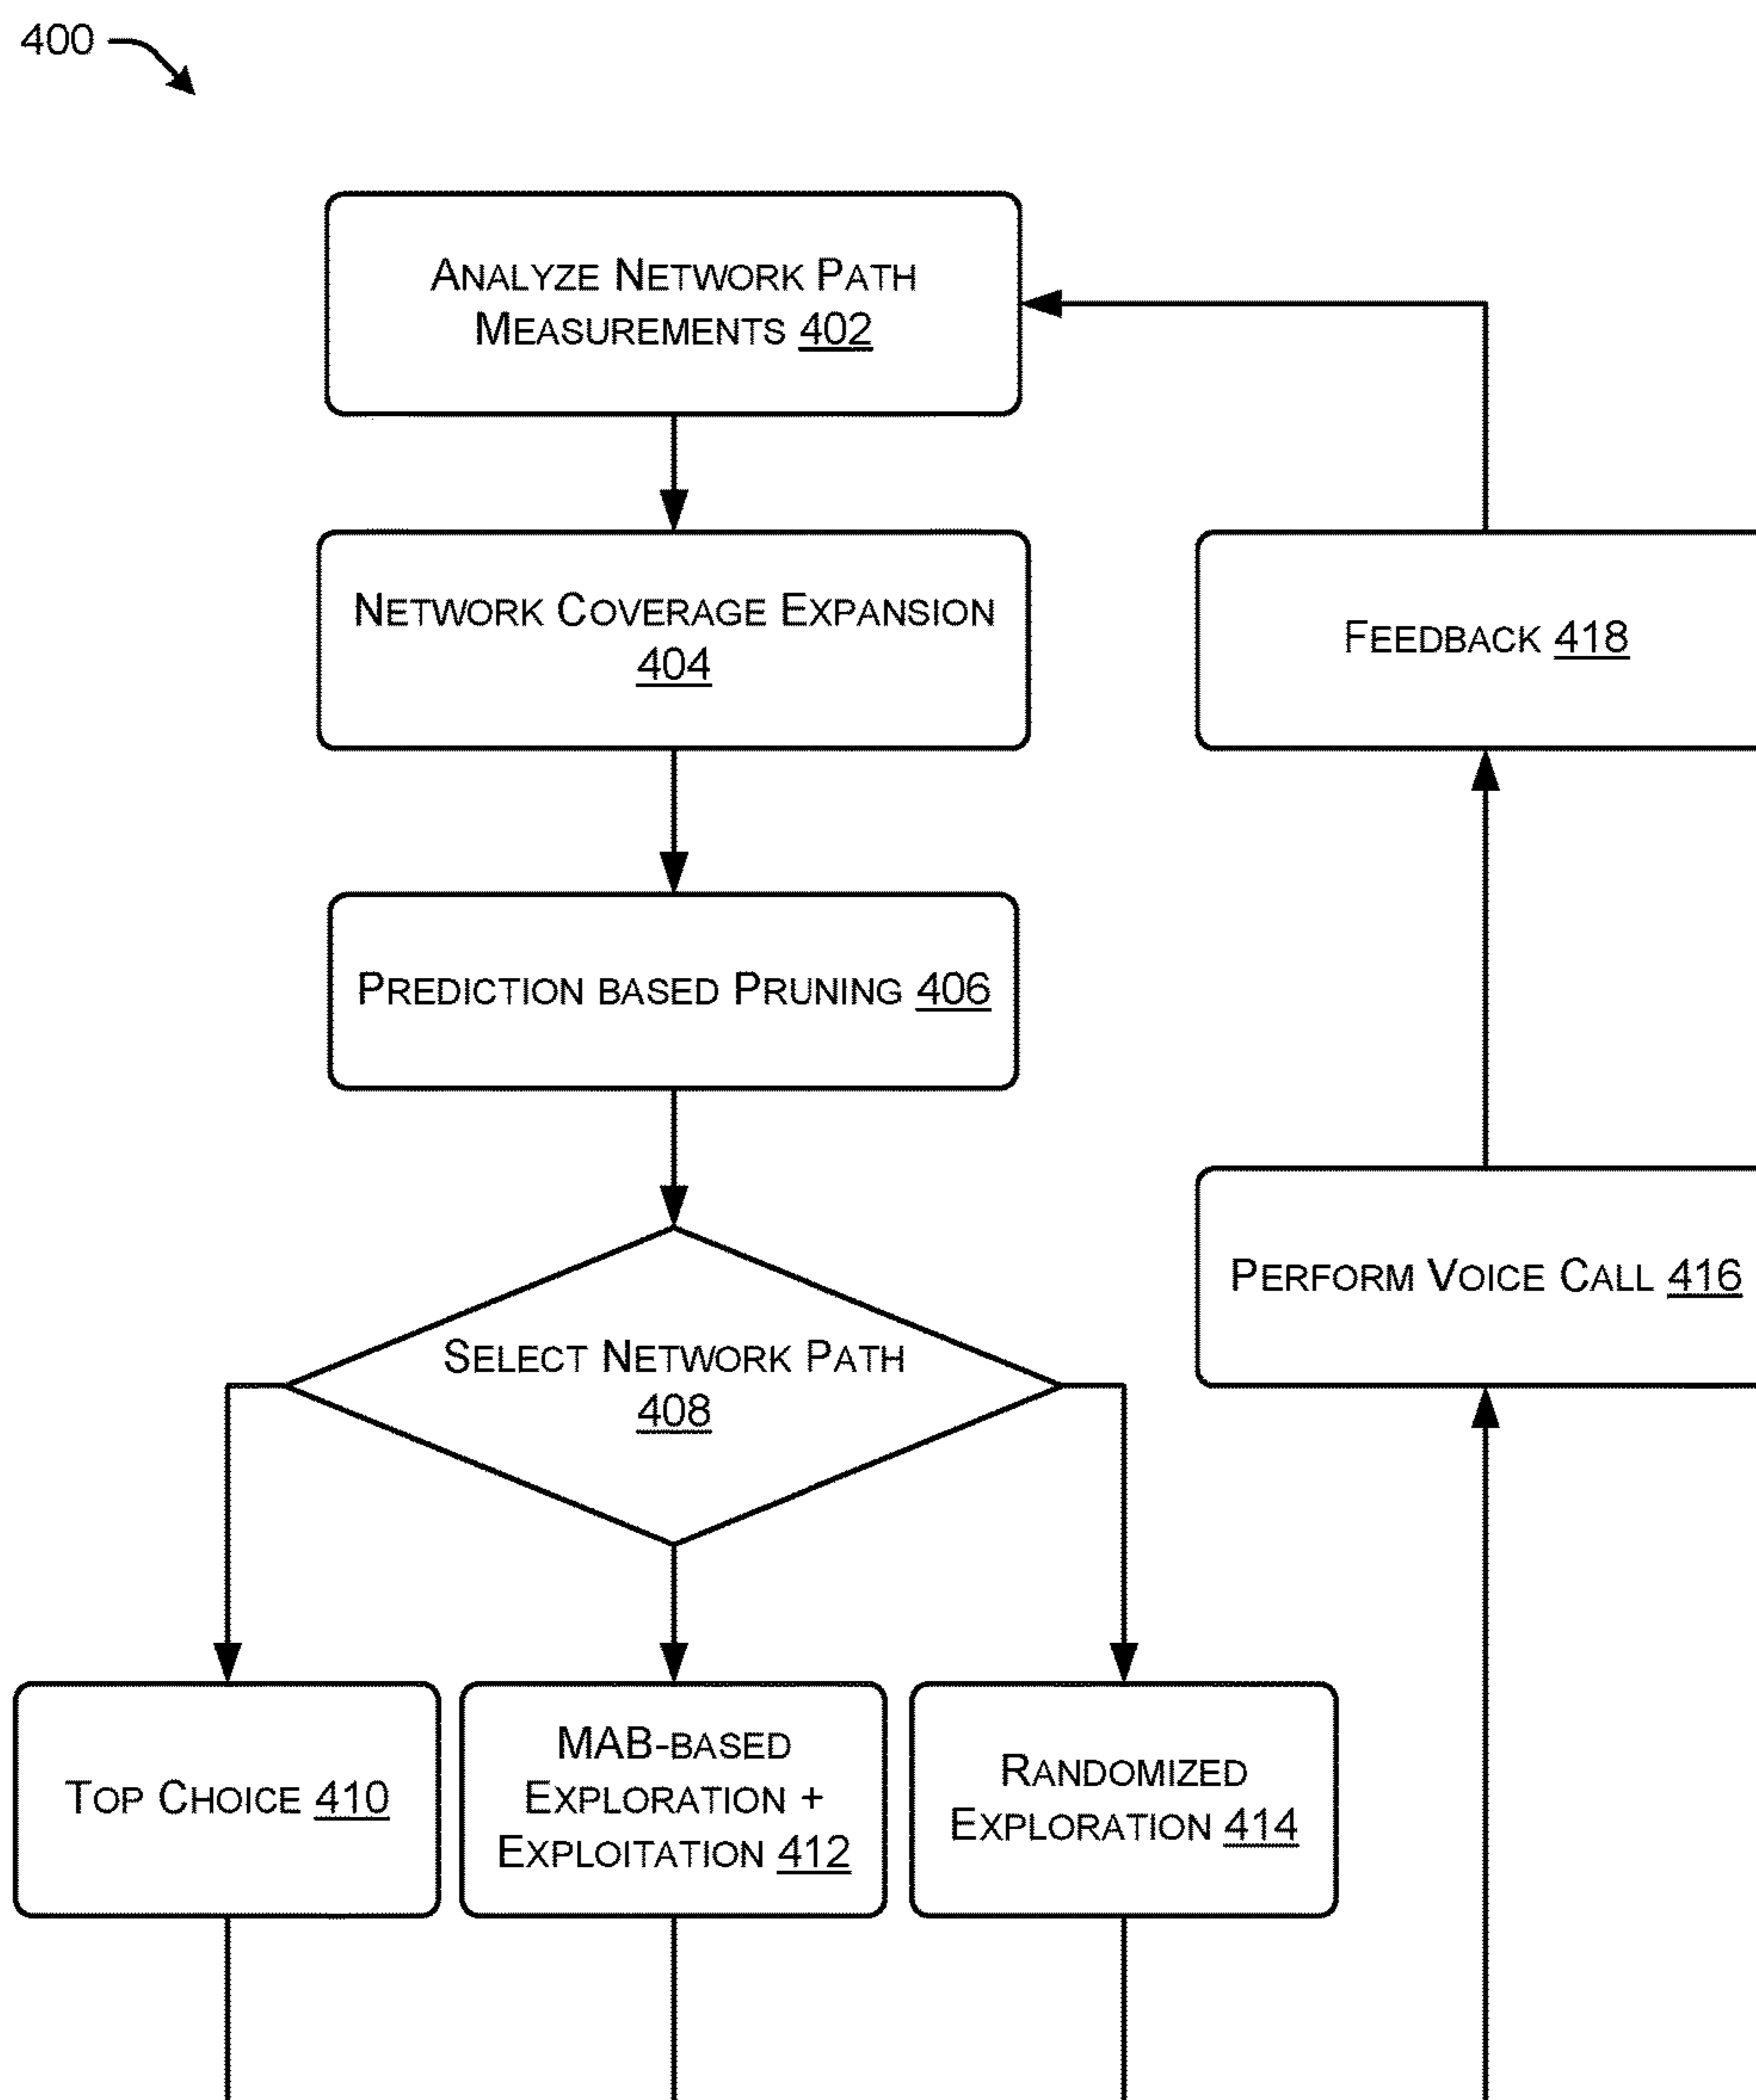 400
ANALYZE NETWORK PATH
MEASUREMENTS 402
NETWORK COVERAGE EXPANSION
404
FEEDBACK 418
PREDICTION BASED PRUNING 406
PERFORM VOICE CALL 416
SELECT NETWORK PATH
408
TOP CHOICE 410
MAB-BASED
EXPLORATION +
EXPLOITATION 412
RANDOMIZED
EXPLORATION 414